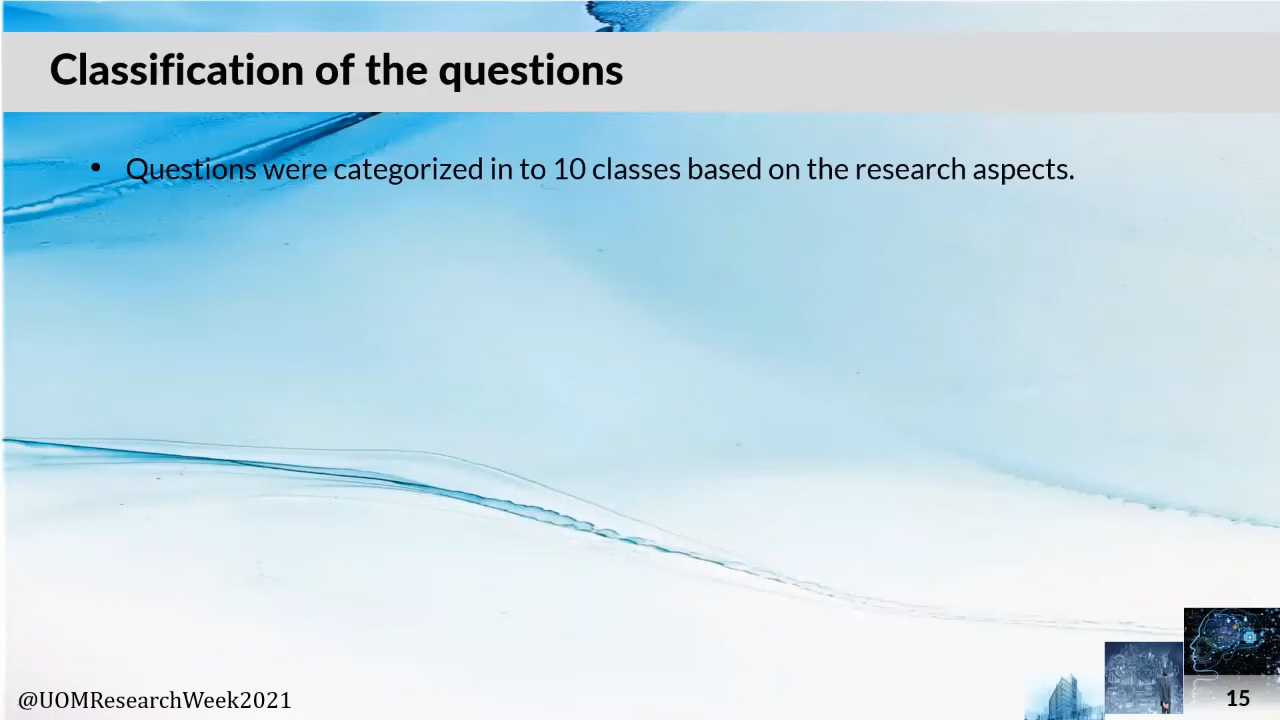 Classification of the questions
• Questions were categorized in to 10 classes based on the research aspects.
@UOMResearchWeek2021
15